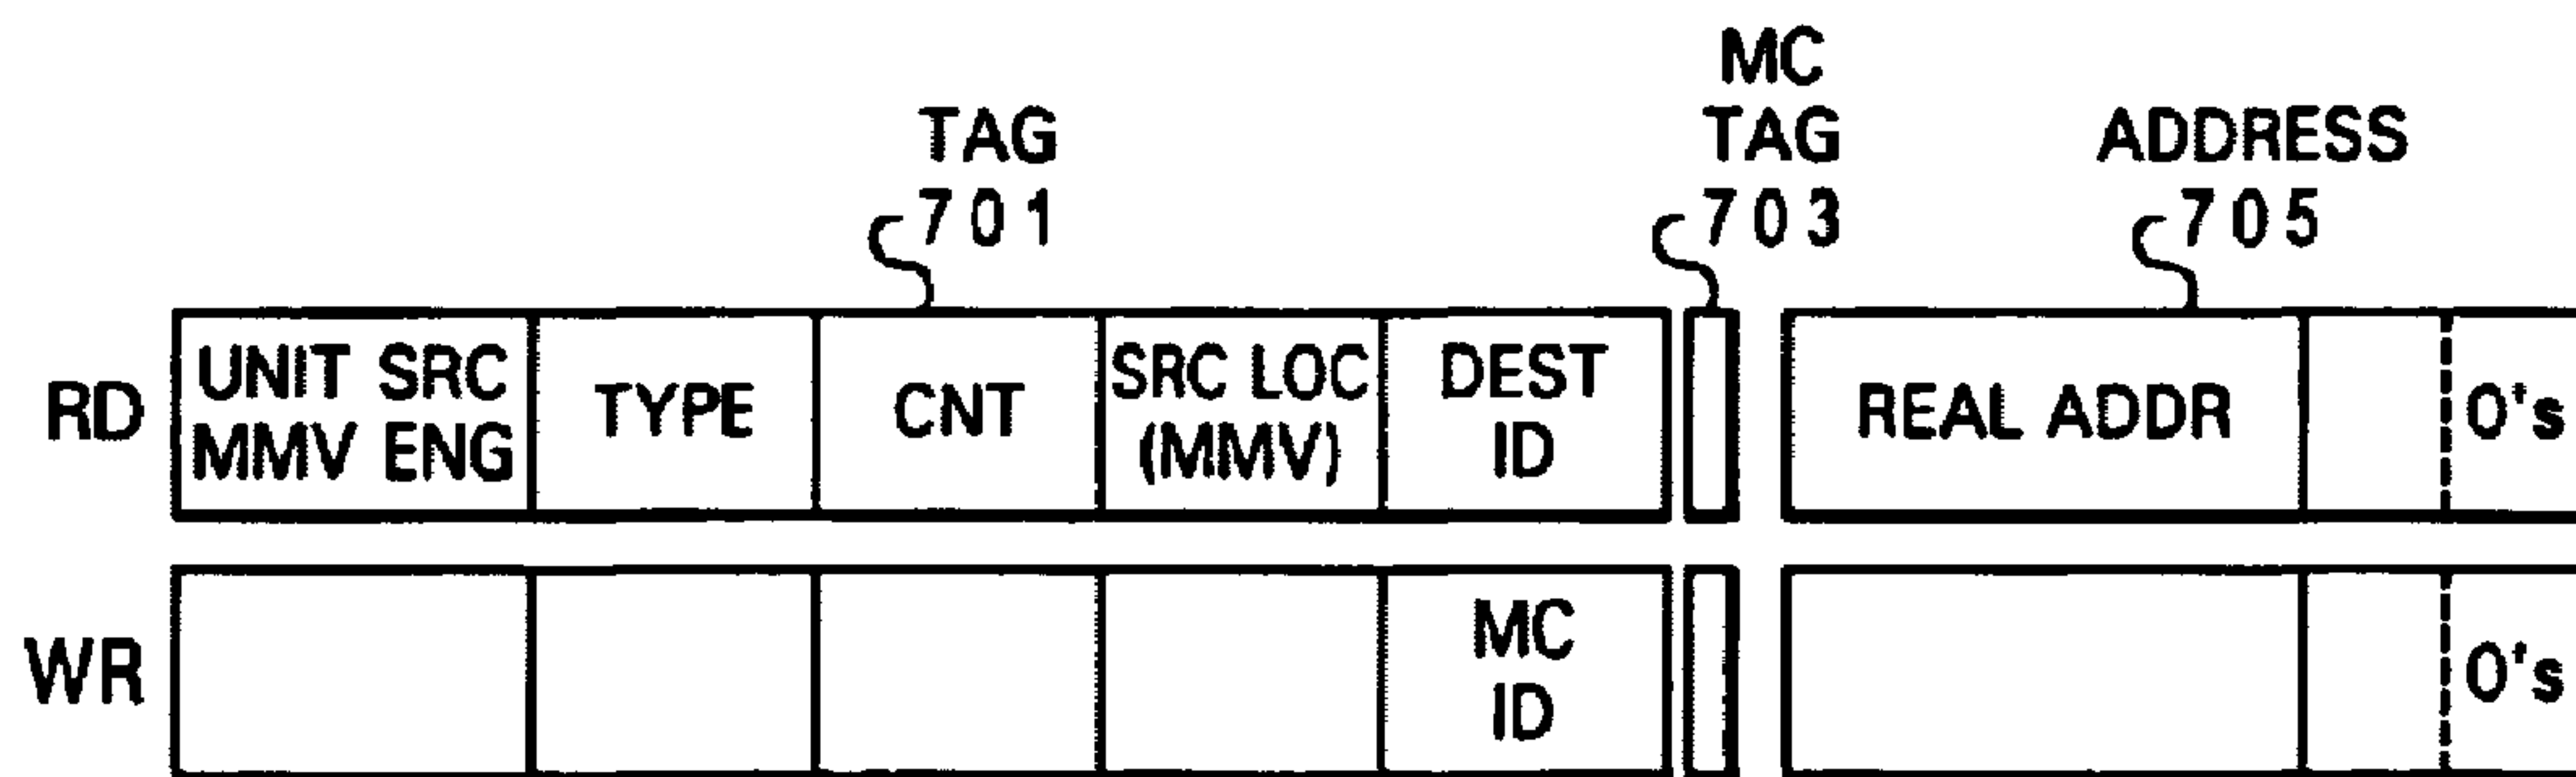 MC
TAG TAG ADDRESS
701 703 705
RD UNIT SRC MMV ENG TYPE CNT SRC LOC (MMV) DEST ID REAL ADDR 0's
WR MC ID 0's